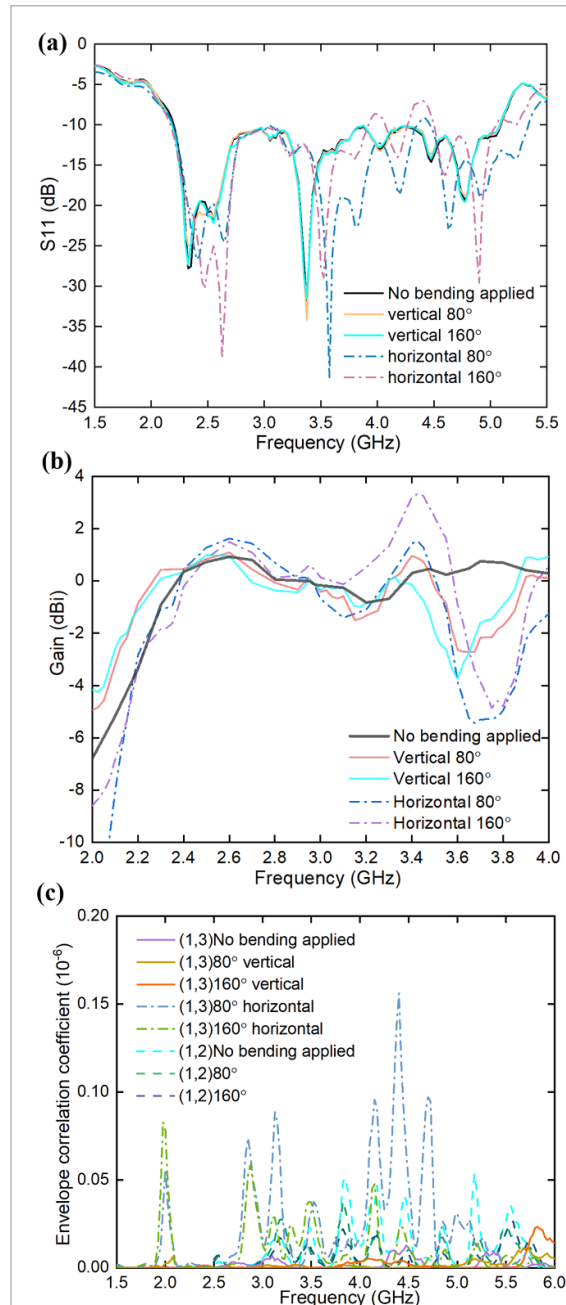 (a)
0
-5
-10
-15
-20
-25
-30
-35
-40
-45
S11 (dB)
No bending applied
vertical 80°
vertical 160°
horizontal 80°
horizontal 160°
1.5 2.0 2.5 3.0 3.5 4.0 4.5 5.0 5.5
Frequency (GHz)
(b)
4
2
0
-2
-4
-6
-8
-10
Gain (dBi)
No bending applied
Vertical 80°
Vertical 160°
Horizontal 80°
Horizontal 160°
2.0 2.2 2.4 2.6 2.8 3.0 3.2 3.4 3.6 3.8 4.0
Frequency (GHz)
(c)
0.20
0.15
0.10
0.05
0.00
Envelope correlation coefficient (10⁻⁶)
(1,3)No bending applied
(1,3)80° vertical
(1,3)160° vertical
(1,3)80° horizontal
(1,3)160° horizontal
(1,2)No bending applied
(1,2)80°
(1,2)160°
1.5 2.0 2.5 3.0 3.5 4.0 4.5 5.0 5.5 6.0
Frequency (GHz)